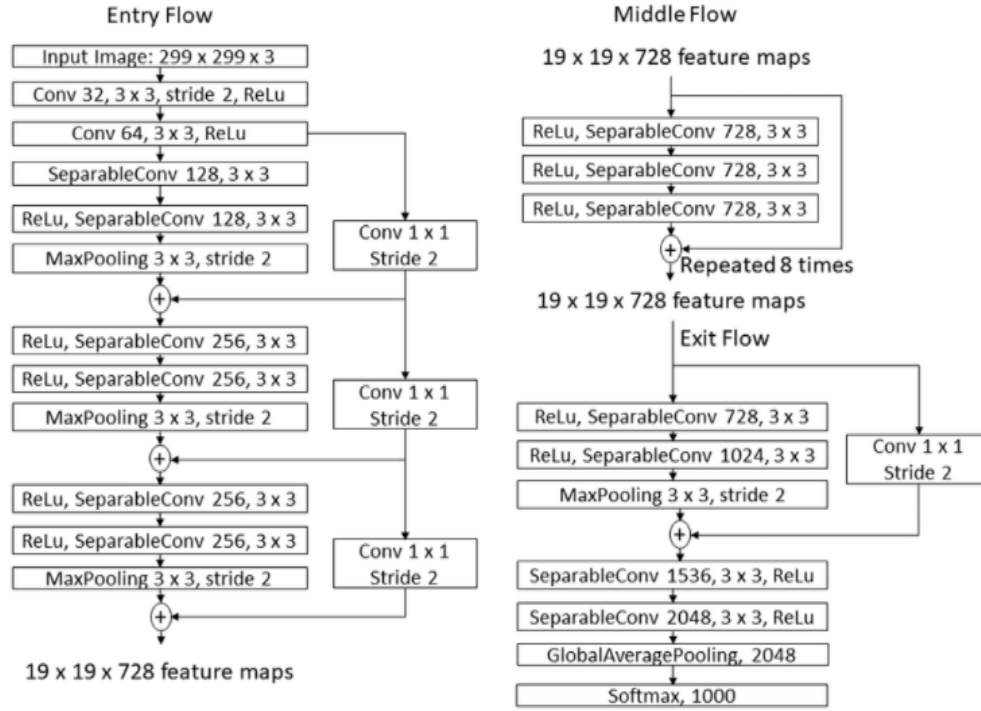 Entry Flow
Input Image: 299 x 299 x 3
Conv 32, 3 x 3, stride 2, ReLu
Conv 64, 3 x 3, ReLu
SeparableConv 128, 3 x 3
ReLu, SeparableConv 128, 3 x 3
MaxPooling 3 x 3, stride 2
Conv 1 x 1
Stride 2
+
ReLu, SeparableConv 256, 3 x 3
ReLu, SeparableConv 256, 3 x 3
MaxPooling 3 x 3, stride 2
Conv 1 x 1
Stride 2
+
ReLu, SeparableConv 256, 3 x 3
ReLu, SeparableConv 256, 3 x 3
MaxPooling 3 x 3, stride 2
Conv 1 x 1
Stride 2
+
19 x 19 x 728 feature maps
Middle Flow
19 x 19 x 728 feature maps
ReLu, SeparableConv 728, 3 x 3
ReLu, SeparableConv 728, 3 x 3
ReLu, SeparableConv 728, 3 x 3
+
Repeated 8 times
19 x 19 x 728 feature maps
Exit Flow
ReLu, SeparableConv 728, 3 x 3
ReLu, SeparableConv 1024, 3 x 3
MaxPooling 3 x 3, stride 2
Conv 1 x 1
Stride 2
+
SeparableConv 1536, 3 x 3, ReLu
SeparableConv 2048, 3 x 3, ReLu
GlobalAveragePooling, 2048
Softmax, 1000